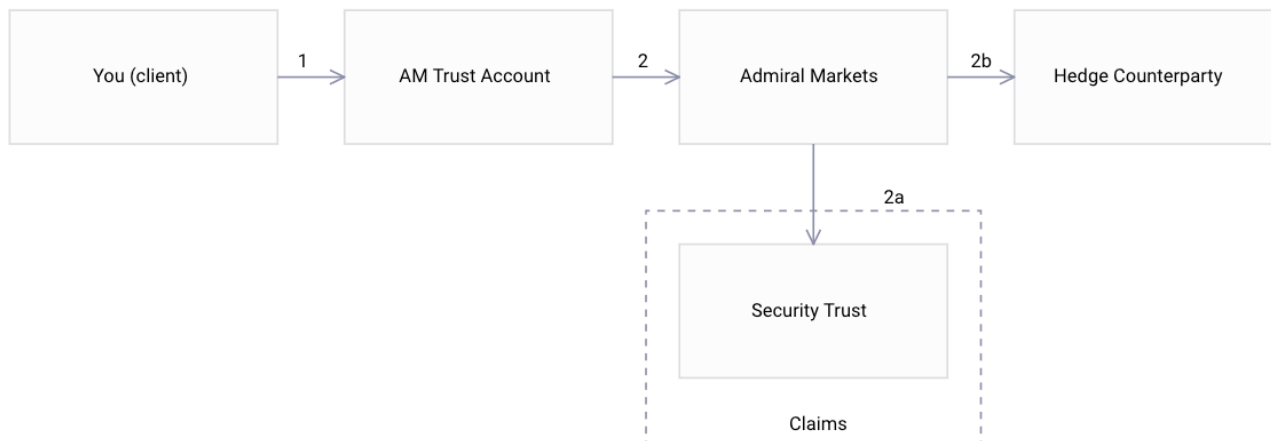 You (client)
1
AM Trust Account
2
Admiral Markets
2b
Hedge Counterparty
2a
Security Trust
Claims